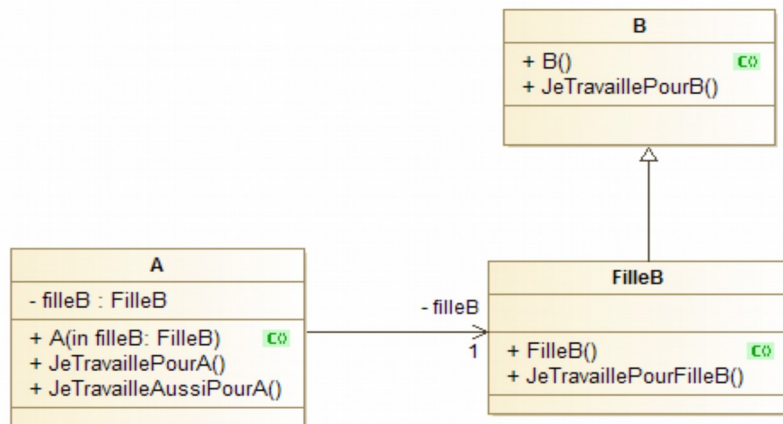 B
+ B() C()
+ JeTravaillePourB()
A
- filleB : FilleB
+ A(in filleB: FilleB) C()
+ JeTravaillePourA()
+ JeTravailleAussiPourA()
- filleB
1
FilleB
+ FilleB() C()
+ JeTravaillePourFilleB()